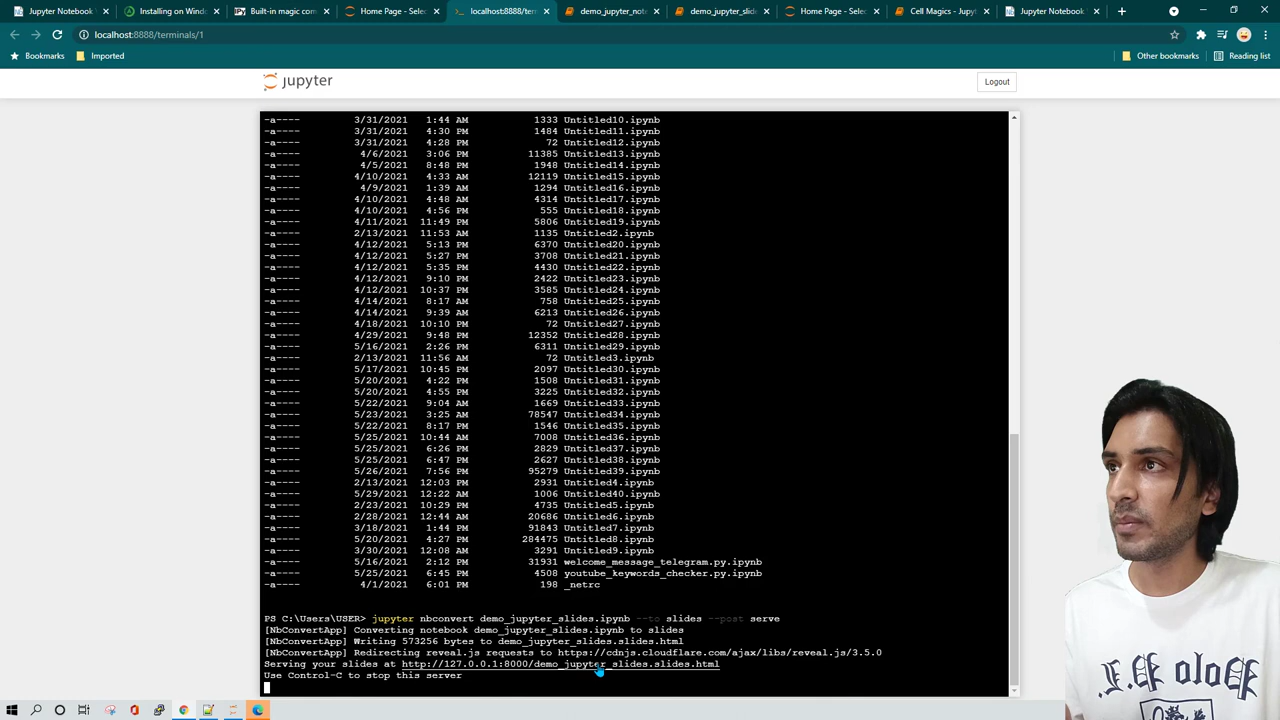 Jupyter Notebook
Installing on Windo
Built-in magic com
Home Page - Selec
localhost:8888/term
demo_jupyter_note
demo_jupyter_slide
Home Page - Selec
Cell Magics - Jupyt
Jupyter Notebook
localhost:8888/terminals/1
Bookmarks
Imported
Other bookmarks
Reading list
jupyter
Logout
-a---- 3/31/2021 1:44 AM 1333 Untitled10.ipynb
-a---- 3/31/2021 4:30 PM 1484 Untitled11.ipynb
-a---- 3/31/2021 4:28 PM 72 Untitled12.ipynb
-a---- 4/6/2021 3:06 PM 11385 Untitled13.ipynb
-a---- 4/5/2021 8:48 PM 1948 Untitled14.ipynb
-a---- 4/10/2021 4:33 PM 12119 Untitled15.ipynb
-a---- 4/9/2021 1:39 AM 1294 Untitled16.ipynb
-a---- 4/10/2021 4:48 PM 4314 Untitled17.ipynb
-a---- 4/10/2021 4:56 PM 555 Untitled18.ipynb
-a---- 4/11/2021 11:49 PM 5806 Untitled19.ipynb
-a---- 2/13/2021 11:53 AM 1135 Untitled2.ipynb
-a---- 4/12/2021 5:13 PM 6370 Untitled20.ipynb
-a---- 4/12/2021 5:27 PM 3708 Untitled21.ipynb
-a---- 4/12/2021 5:35 PM 4430 Untitled22.ipynb
-a---- 4/12/2021 9:10 PM 2422 Untitled23.ipynb
-a---- 4/12/2021 10:37 PM 3585 Untitled24.ipynb
-a---- 4/14/2021 8:17 AM 758 Untitled25.ipynb
-a---- 4/14/2021 9:39 AM 6213 Untitled26.ipynb
-a---- 4/18/2021 10:10 PM 72 Untitled27.ipynb
-a---- 4/29/2021 9:48 PM 12352 Untitled28.ipynb
-a---- 5/16/2021 2:26 PM 6311 Untitled29.ipynb
-a---- 2/13/2021 11:56 AM 72 Untitled3.ipynb
-a---- 5/17/2021 10:45 PM 2097 Untitled30.ipynb
-a---- 5/20/2021 4:22 PM 1508 Untitled31.ipynb
-a---- 5/20/2021 4:55 PM 3225 Untitled32.ipynb
-a---- 5/22/2021 9:04 AM 1669 Untitled33.ipynb
-a---- 5/23/2021 3:25 AM 78547 Untitled34.ipynb
-a---- 5/22/2021 8:17 PM 1546 Untitled35.ipynb
-a---- 5/25/2021 10:44 AM 7008 Untitled36.ipynb
-a---- 5/25/2021 6:26 PM 2829 Untitled37.ipynb
-a---- 5/25/2021 6:47 PM 2627 Untitled38.ipynb
-a---- 5/26/2021 7:56 PM 95279 Untitled39.ipynb
-a---- 2/13/2021 12:03 PM 2931 Untitled4.ipynb
-a---- 5/29/2021 12:22 AM 1006 Untitled40.ipynb
-a---- 2/23/2021 10:29 PM 4735 Untitled5.ipynb
-a---- 2/28/2021 12:44 AM 20686 Untitled6.ipynb
-a---- 3/18/2021 1:44 PM 91843 Untitled7.ipynb
-a---- 5/20/2021 4:27 PM 284475 Untitled8.ipynb
-a---- 3/30/2021 12:08 AM 3291 Untitled9.ipynb
-a---- 5/16/2021 2:12 PM 31931 welcome_message_telegram.py.ipynb
-a---- 5/25/2021 6:45 PM 4508 youtube_keywords_checker.py.ipynb
-a---- 4/1/2021 6:01 PM 198 _netrc
PS C:\Users\USER> jupyter nbconvert demo_jupyter_slides.ipynb --to slides --post serve
[NbConvertApp] Converting notebook demo_jupyter_slides.ipynb to slides
[NbConvertApp] Writing 573256 bytes to demo_jupyter_slides.slides.html
[NbConvertApp] Redirecting reveal.js requests to https://cdnjs.cloudflare.com/ajax/libs/reveal.js/3.5.0
Serving your slides at http://127.0.0.1:8000/demo_jupyter_slides.slides.html
Use Control-C to stop this server